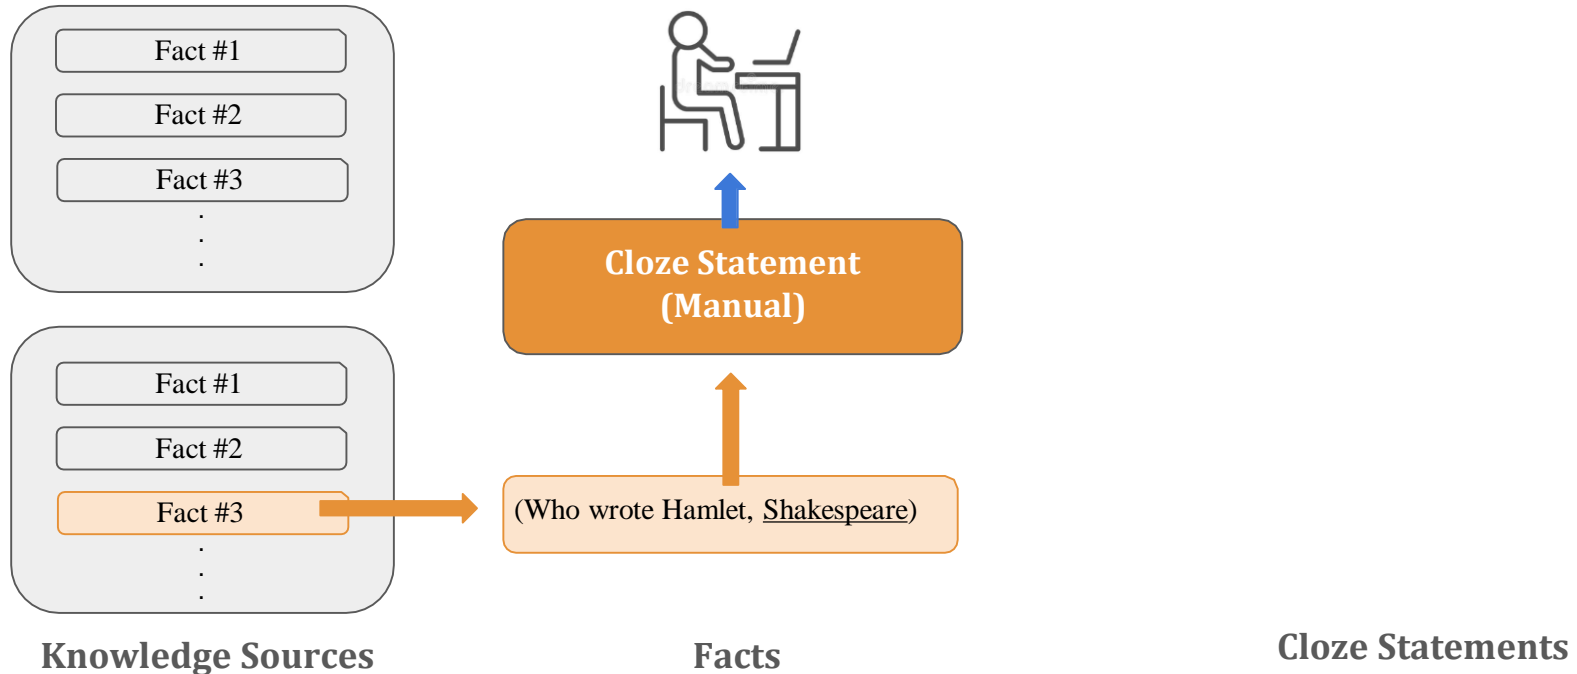 Fact #1
Fact #2
Fact #3
.
.
.
Cloze Statement
(Manual)
Fact #1
Fact #2
Fact #3
.
.
.
(Who wrote Hamlet, Shakespeare)
Knowledge Sources
Facts
Cloze Statements